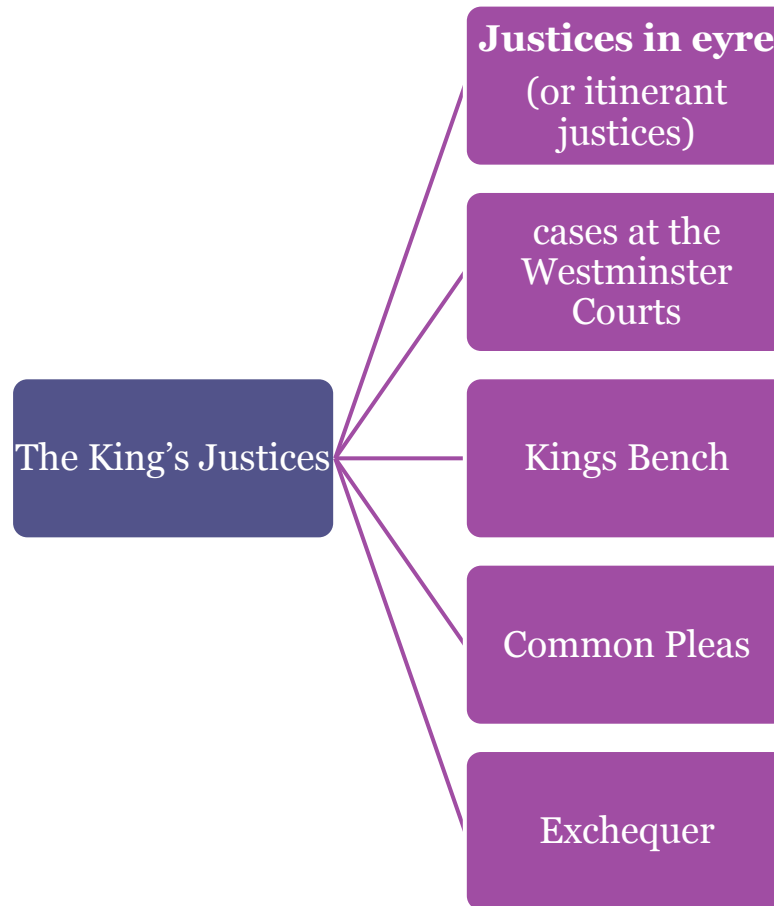 Justices in eyre
(or itinerant
justices)
cases at the
Westminster
Courts
The King’s Justices
Kings Bench
Common Pleas
Exchequer